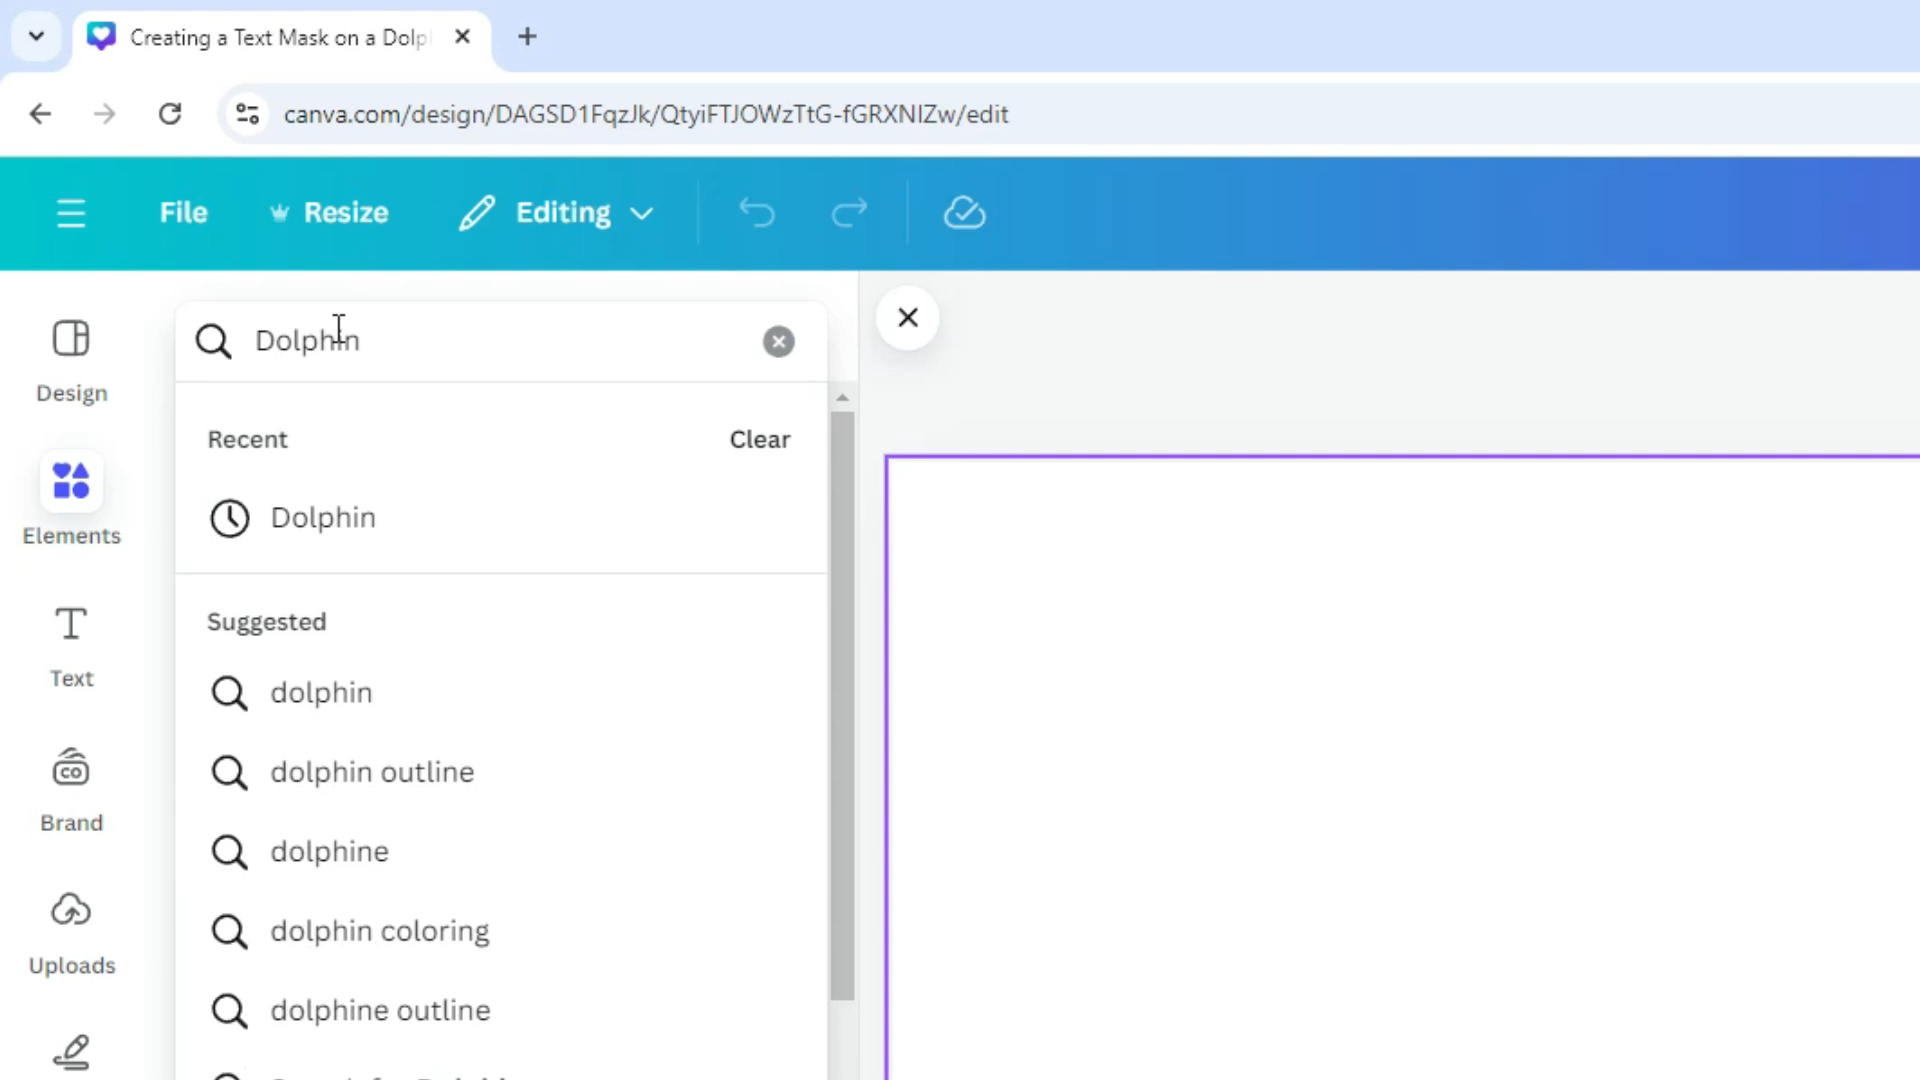 Creating a Text Mask on a Dolp
canva.com/design/DAGSD1FqzJk/QtyiFTJOWzTtG-fGRXNIZw/edit
File Resize Editing
Dolphin
Design
Recent Clear
Dolphin
Elements
Suggested
Text
dolphin
dolphin outline
Brand
CO
dolphine
dolphin coloring
Uploads
dolphine outline